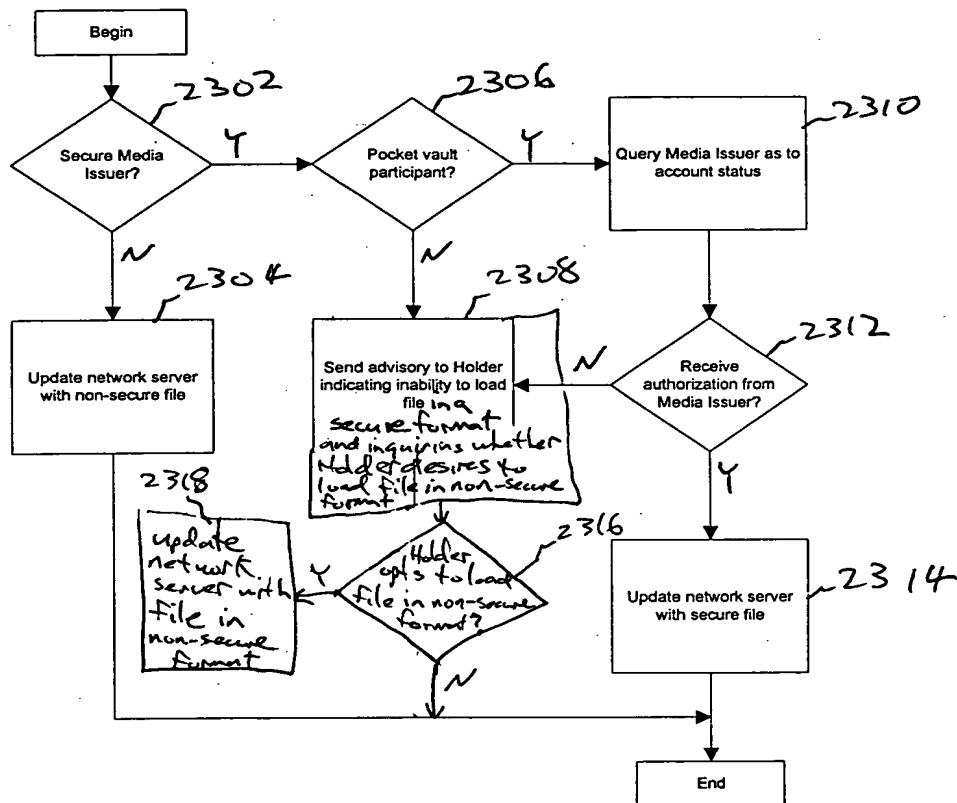 Begin
2302
Secure Media
Issuer?
Y
N
2306
Pocket vault
participant?
Y
N
2310
Query Media Issuer as to
account status
2304
Update network server
with non-secure file
2308
Send advisory to Holder
indicating inability to load
file in a
secure format
and inquiring whether
Holder desires to
load file in non-secure
format
2312
Receive
authorization from
Media Issuer?
N
Y
2318
update
network
server with
file in
non-secure
format
2316
Holder
opts to load
file in non-secure
format?
Y
N
2314
Update network server
with secure file
End